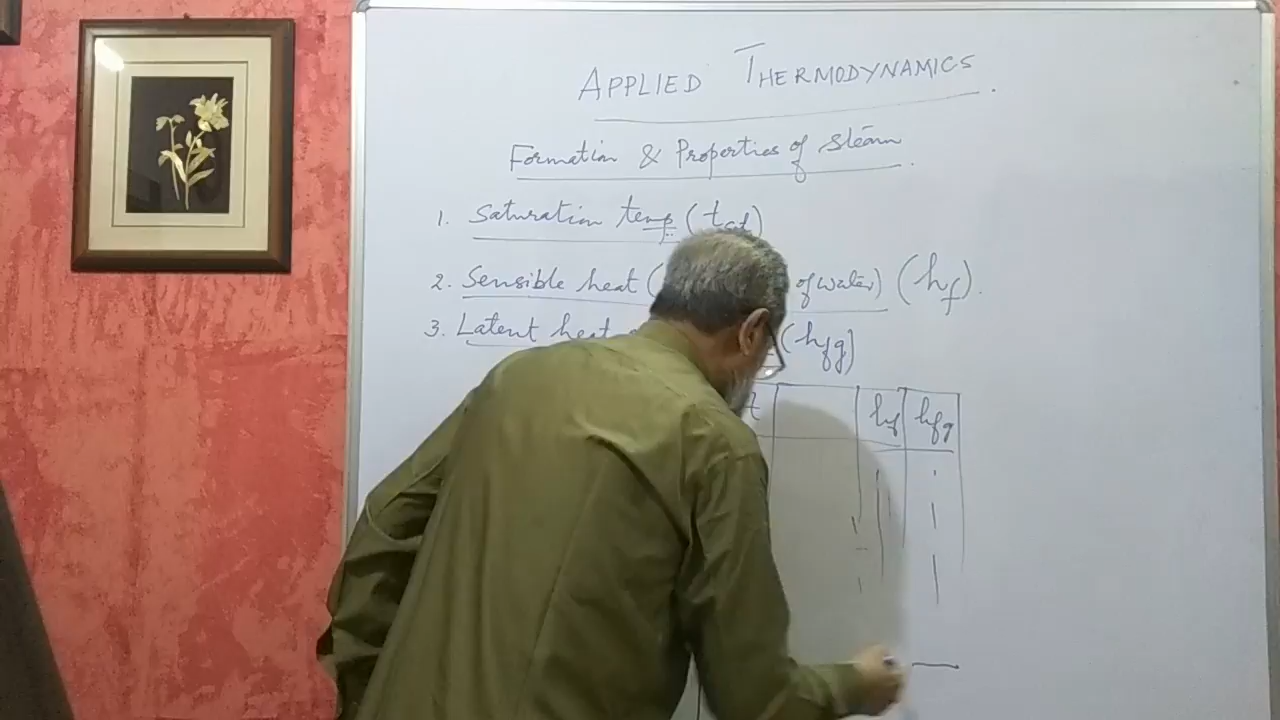 APPLIED THERMODYNAMICS.
Formation & Properties of Steam.
1. Saturation temp (tsat)
2. Sensible heat ( of water) (hf).
3. Latent heat (hfg)
t hf hfg